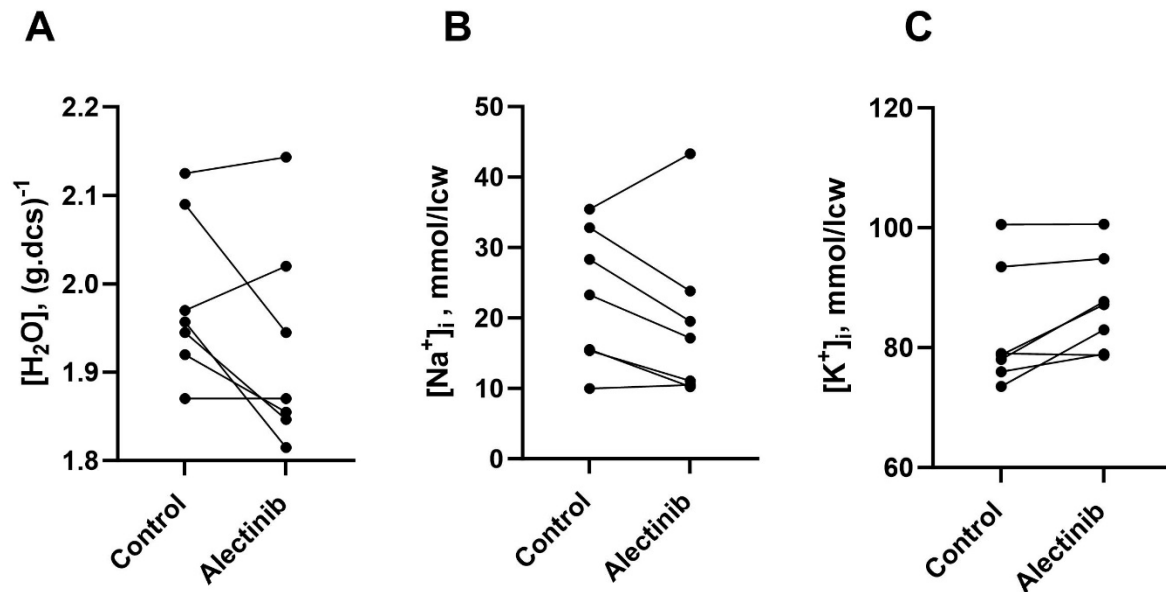 A
B
C
[H₂O], (g.dcs)⁻¹
2.2
2.1
2.0
1.9
1.8
Control
Alectinib
[Na⁺]ᵢ , mmol/lcw
50
40
30
20
10
0
Control
Alectinib
[K⁺]ᵢ, mmol/lcw
120
100
80
60
Control
Alectinib